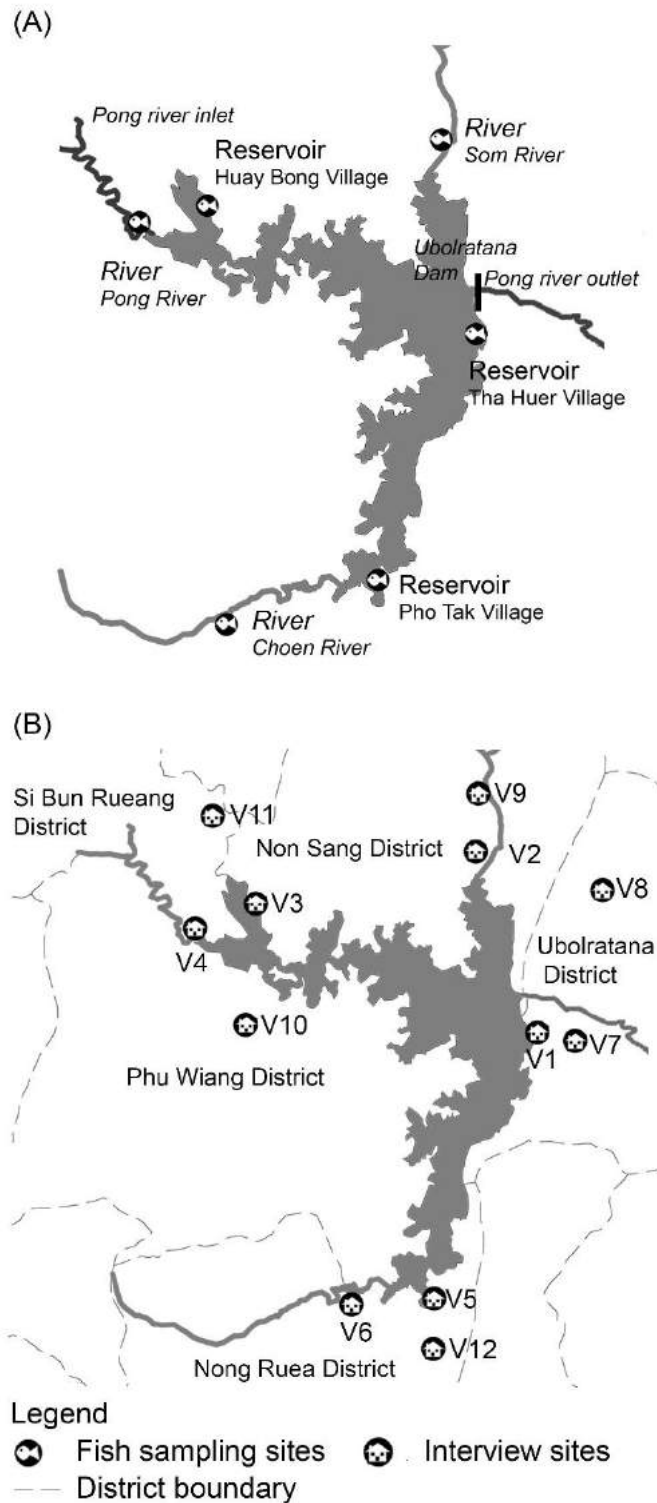 (A)
Pong river inlet
River
Som River
Reservoir
Huay Bong Village
Ubolratana
Dam
Pong river outlet
River
Pong River
Reservoir
Tha Huer Village
Reservoir
Pho Tak Village
River
Choen River
(B)
Si Bun Rueang
District
V11
V9
Non Sang District
V2
V3
V8
V4
Ubolratana
District
V10
V1
V7
Phu Wiang District
V5
V6
V12
Nong Ruea District
Legend
Fish sampling sites
Interview sites
District boundary